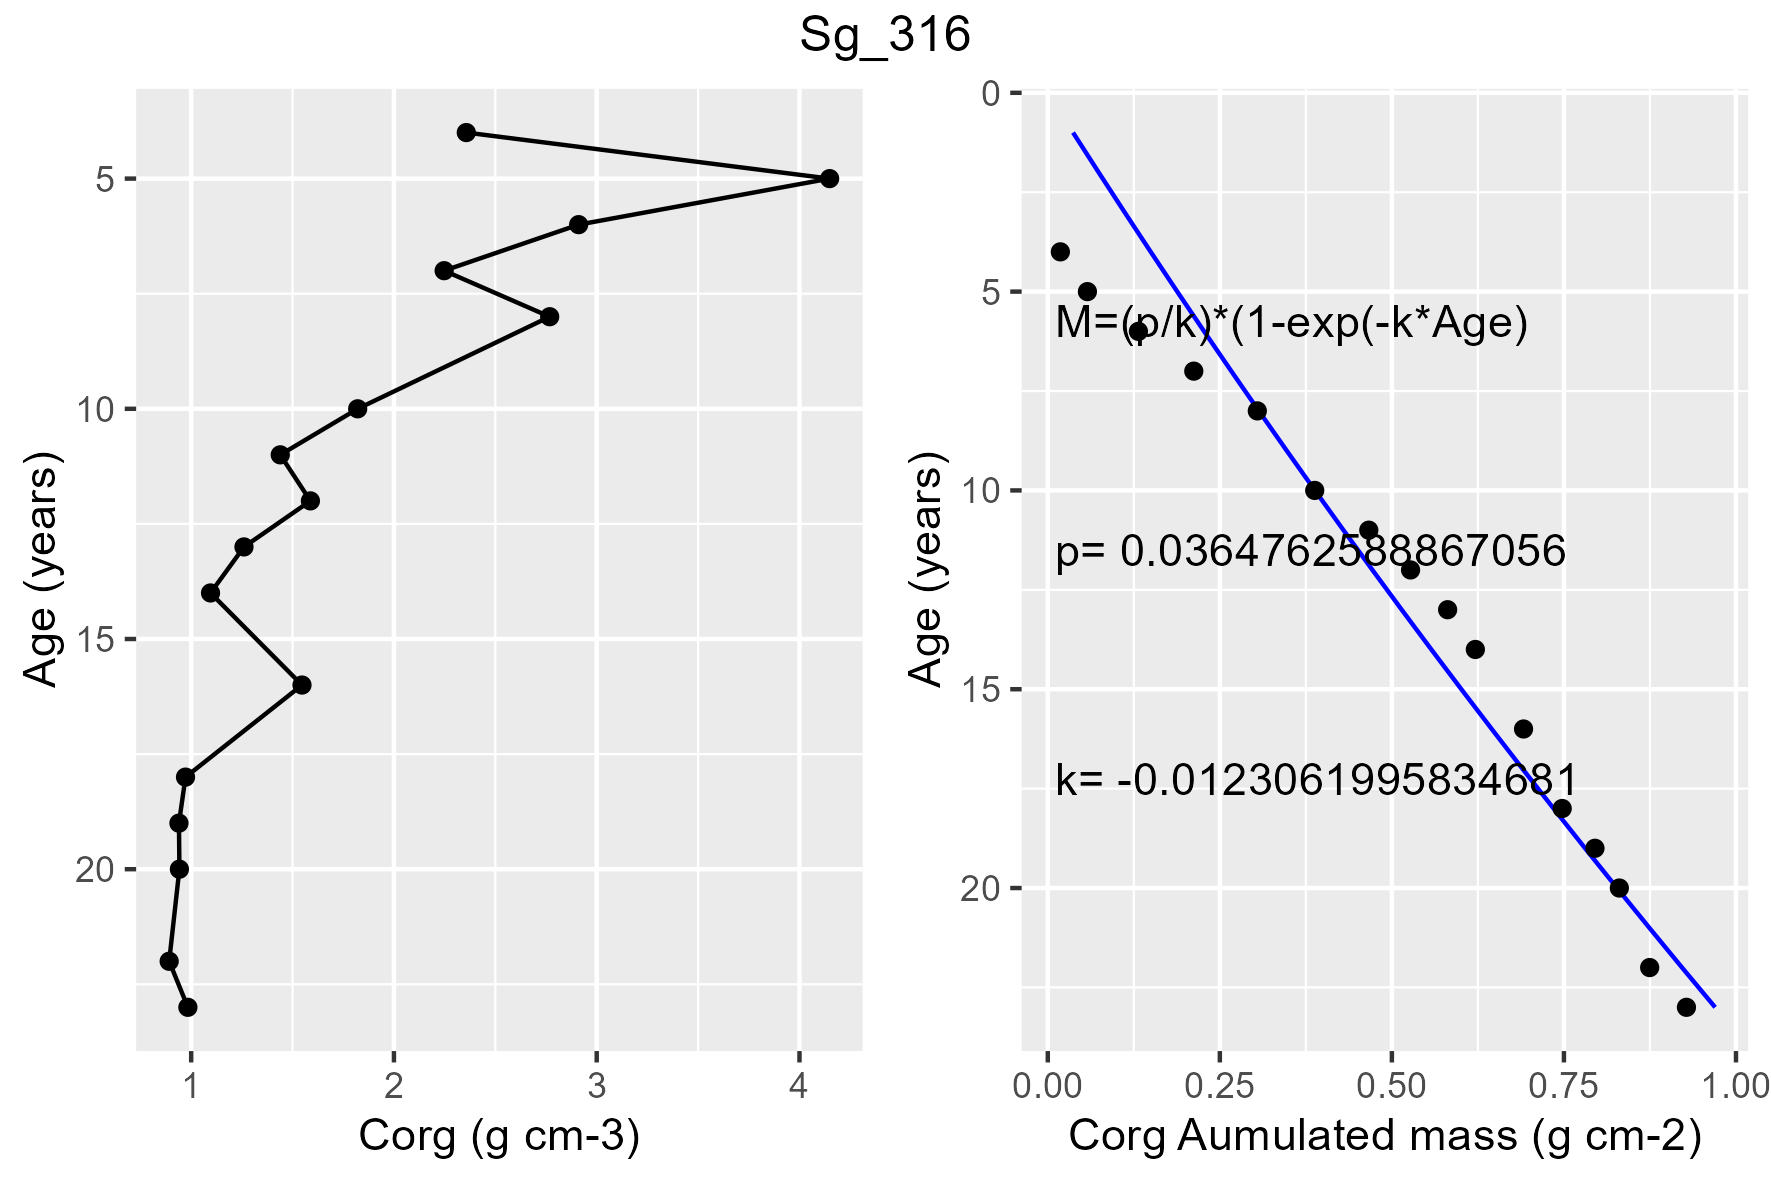 Sg_316
Age (years)
5
10
15
20
1
2
3
4
Corg (g cm-3)
Age (years)
0
5
10
15
20
M=(p/k)*(1-exp(-k*Age)
p= 0.0364762588867056
k= -0.0123061995834681
0.00
0.25
0.50
0.75
1.00
Corg Aumulated mass (g cm-2)